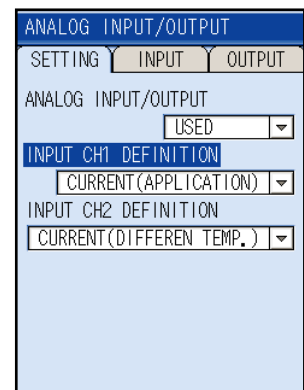 ANALOG INPUT/OUTPUT
SETTING INPUT OUTPUT
ANALOG INPUT/OUTPUT
USED
INPUT CH1 DEFINITION
CURRENT(APPLICATION)
INPUT CH2 DEFINITION
CURRENT(DIFFEREN TEMP.)